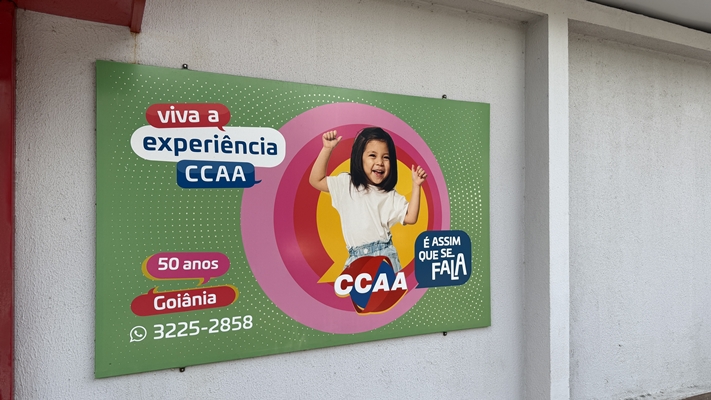 viva a
experiência
CCAA
50 anos
Goiânia
3225-2858
CCAA
É ASSIM
QUE SE
FALA